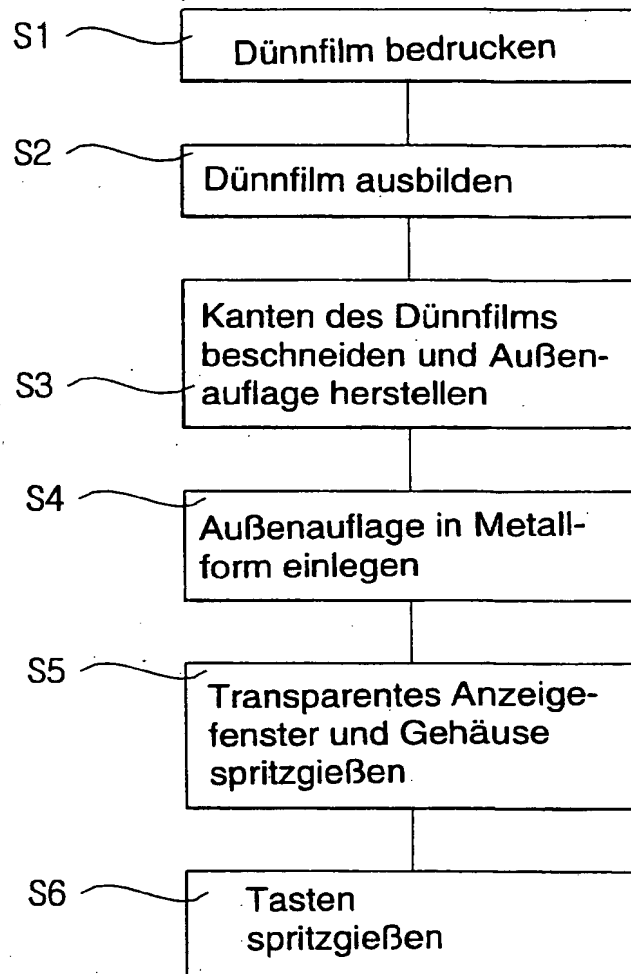 S1
Dünnfilm bedrucken
S2
Dünnfilm ausbilden
Kanten des Dünnfilms
beschneiden und Außen-
S3
auflage herstellen
S4
Außenauflage in Metall-
form einlegen
S5
Transparentes Anzeige-
fenster und Gehäuse
spritzgießen
S6
Tasten
spritzgießen